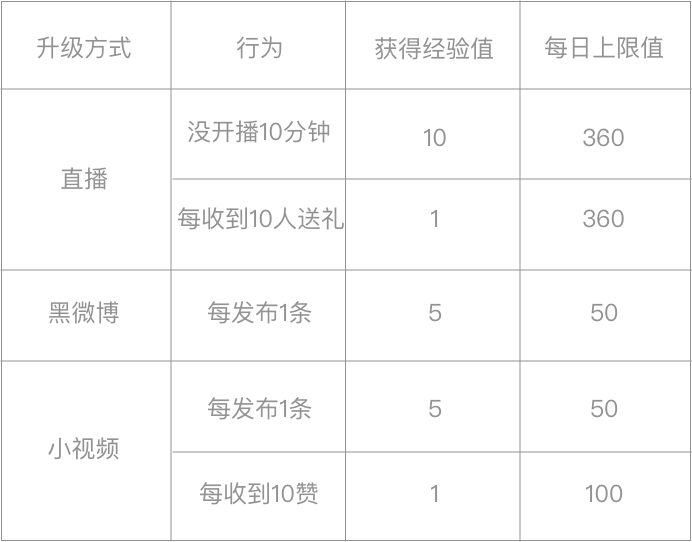 升级方式 行为 获得经验值 每日上限值
直播 没开播10分钟 10 360
每收到10人送礼 1 360
黑微博 每发布1条 5 50
小视频 每发布1条 5 50
每收到10赞 1 100